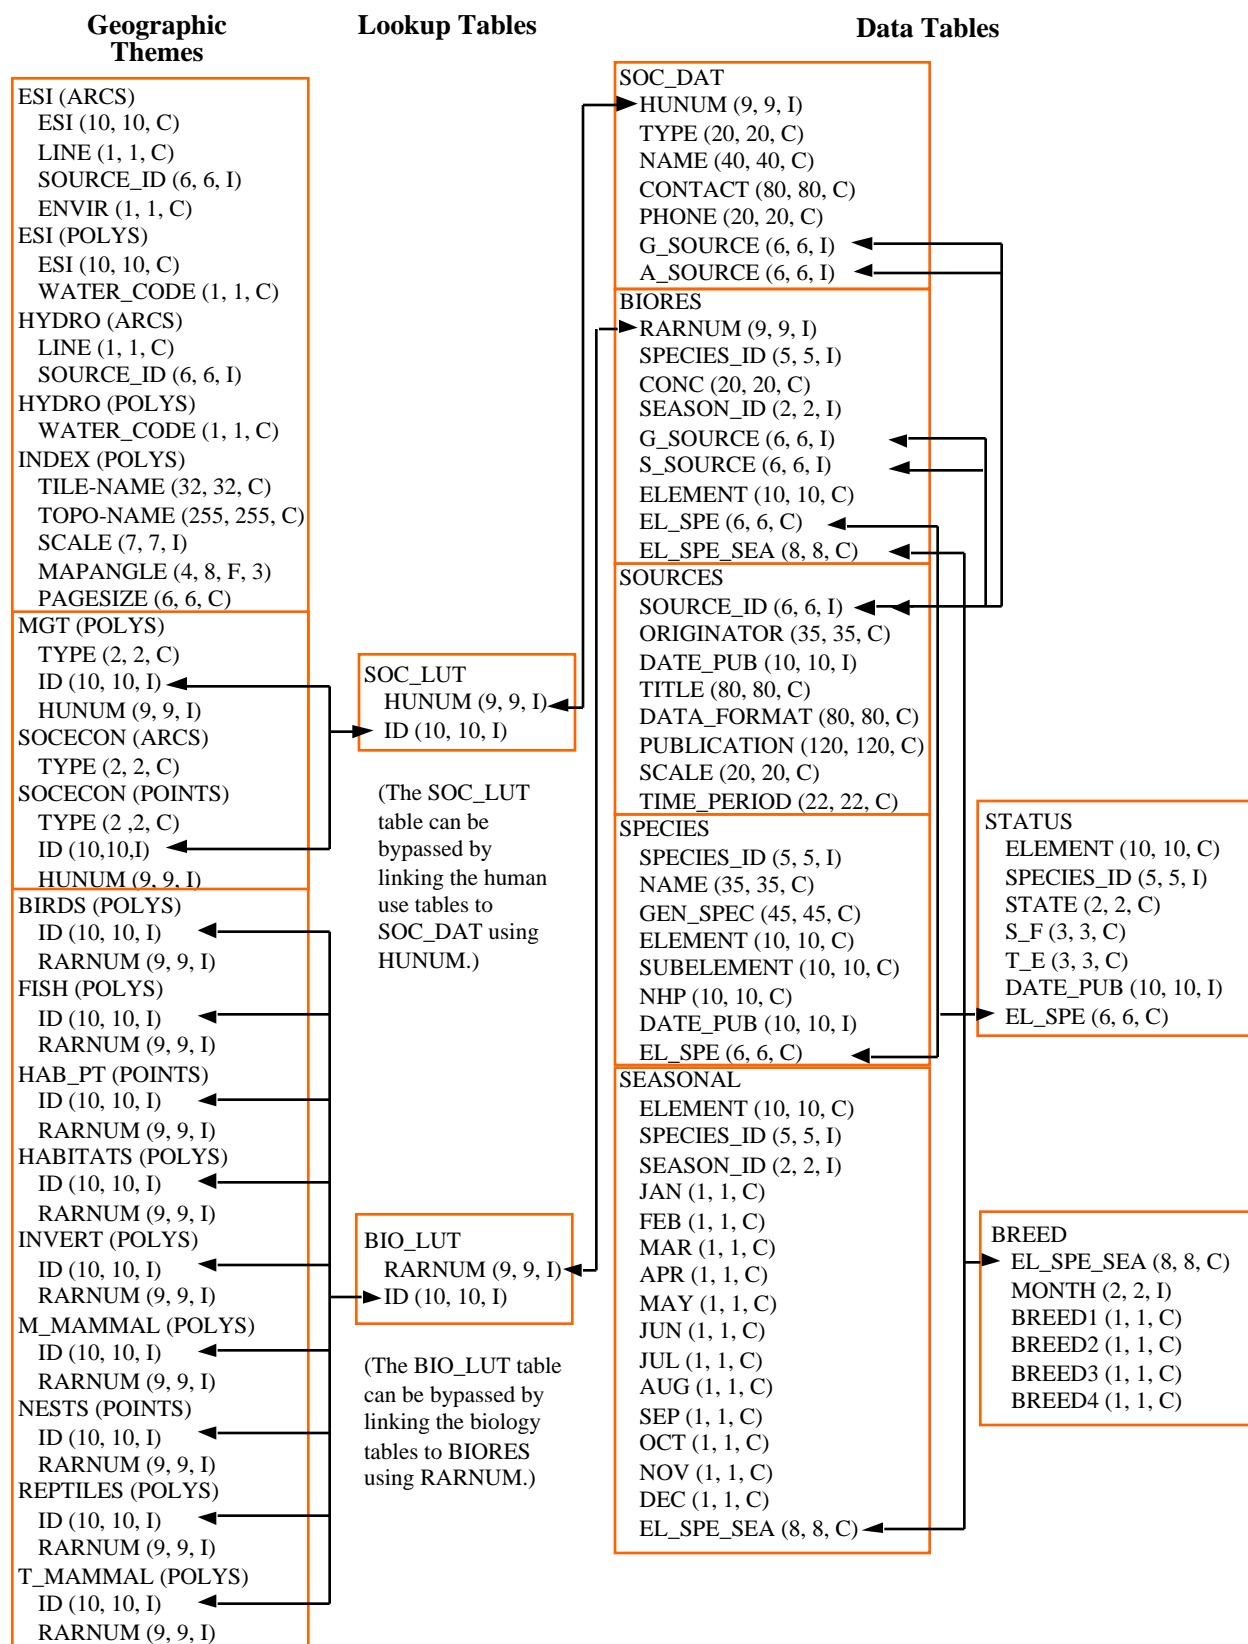 Geographic
Themes
Lookup Tables
Data Tables
ESI (ARCS)
ESI (10, 10, C)
LINE (1, 1, C)
SOURCE_ID (6, 6, I)
ENVIR (1, 1, C)
ESI (POLYS)
ESI (10, 10, C)
WATER_CODE (1, 1, C)
HYDRO (ARCS)
LINE (1, 1, C)
SOURCE_ID (6, 6, I)
HYDRO (POLYS)
WATER_CODE (1, 1, C)
INDEX (POLYS)
TILE-NAME (32, 32, C)
TOPO-NAME (255, 255, C)
SCALE (7, 7, I)
MAPANGLE (4, 8, F, 3)
PAGESIZE (6, 6, C)
MGT (POLYS)
TYPE (2, 2, C)
ID (10, 10, I)
HUNUM (9, 9, I)
SOCECON (ARCS)
TYPE (2, 2, C)
SOCECON (POINTS)
TYPE (2 ,2, C)
ID (10,10,I)
HUNUM (9, 9, I)
BIRDS (POLYS)
ID (10, 10, I)
RARNUM (9, 9, I)
FISH (POLYS)
ID (10, 10, I)
RARNUM (9, 9, I)
HAB_PT (POINTS)
ID (10, 10, I)
RARNUM (9, 9, I)
HABITATS (POLYS)
ID (10, 10, I)
RARNUM (9, 9, I)
INVERT (POLYS)
ID (10, 10, I)
RARNUM (9, 9, I)
M_MAMMAL (POLYS)
ID (10, 10, I)
RARNUM (9, 9, I)
NESTS (POINTS)
ID (10, 10, I)
RARNUM (9, 9, I)
REPTILES (POLYS)
ID (10, 10, I)
RARNUM (9, 9, I)
T_MAMMAL (POLYS)
ID (10, 10, I)
RARNUM (9, 9, I)
SOC_LUT
HUNUM (9, 9, I)
ID (10, 10, I)
(The SOC_LUT
table can be
bypassed by
linking the human
use tables to
SOC_DAT using
HUNUM.)
BIO_LUT
RARNUM (9, 9, I)
ID (10, 10, I)
(The BIO_LUT table
can be bypassed by
linking the biology
tables to BIORES
using RARNUM.)
SOC_DAT
HUNUM (9, 9, I)
TYPE (20, 20, C)
NAME (40, 40, C)
CONTACT (80, 80, C)
PHONE (20, 20, C)
G_SOURCE (6, 6, I)
A_SOURCE (6, 6, I)
BIORES
RARNUM (9, 9, I)
SPECIES_ID (5, 5, I)
CONC (20, 20, C)
SEASON_ID (2, 2, I)
G_SOURCE (6, 6, I)
S_SOURCE (6, 6, I)
ELEMENT (10, 10, C)
EL_SPE (6, 6, C)
EL_SPE_SEA (8, 8, C)
SOURCES
SOURCE_ID (6, 6, I)
ORIGINATOR (35, 35, C)
DATE_PUB (10, 10, I)
TITLE (80, 80, C)
DATA_FORMAT (80, 80, C)
PUBLICATION (120, 120, C)
SCALE (20, 20, C)
TIME_PERIOD (22, 22, C)
SPECIES
SPECIES_ID (5, 5, I)
NAME (35, 35, C)
GEN_SPEC (45, 45, C)
ELEMENT (10, 10, C)
SUBELEMENT (10, 10, C)
NHP (10, 10, C)
DATE_PUB (10, 10, I)
EL_SPE (6, 6, C)
SEASONAL
ELEMENT (10, 10, C)
SPECIES_ID (5, 5, I)
SEASON_ID (2, 2, I)
JAN (1, 1, C)
FEB (1, 1, C)
MAR (1, 1, C)
APR (1, 1, C)
MAY (1, 1, C)
JUN (1, 1, C)
JUL (1, 1, C)
AUG (1, 1, C)
SEP (1, 1, C)
OCT (1, 1, C)
NOV (1, 1, C)
DEC (1, 1, C)
EL_SPE_SEA (8, 8, C)
STATUS
ELEMENT (10, 10, C)
SPECIES_ID (5, 5, I)
STATE (2, 2, C)
S_F (3, 3, C)
T_E (3, 3, C)
DATE_PUB (10, 10, I)
EL_SPE (6, 6, C)
BREED
EL_SPE_SEA (8, 8, C)
MONTH (2, 2, I)
BREED1 (1, 1, C)
BREED2 (1, 1, C)
BREED3 (1, 1, C)
BREED4 (1, 1, C)